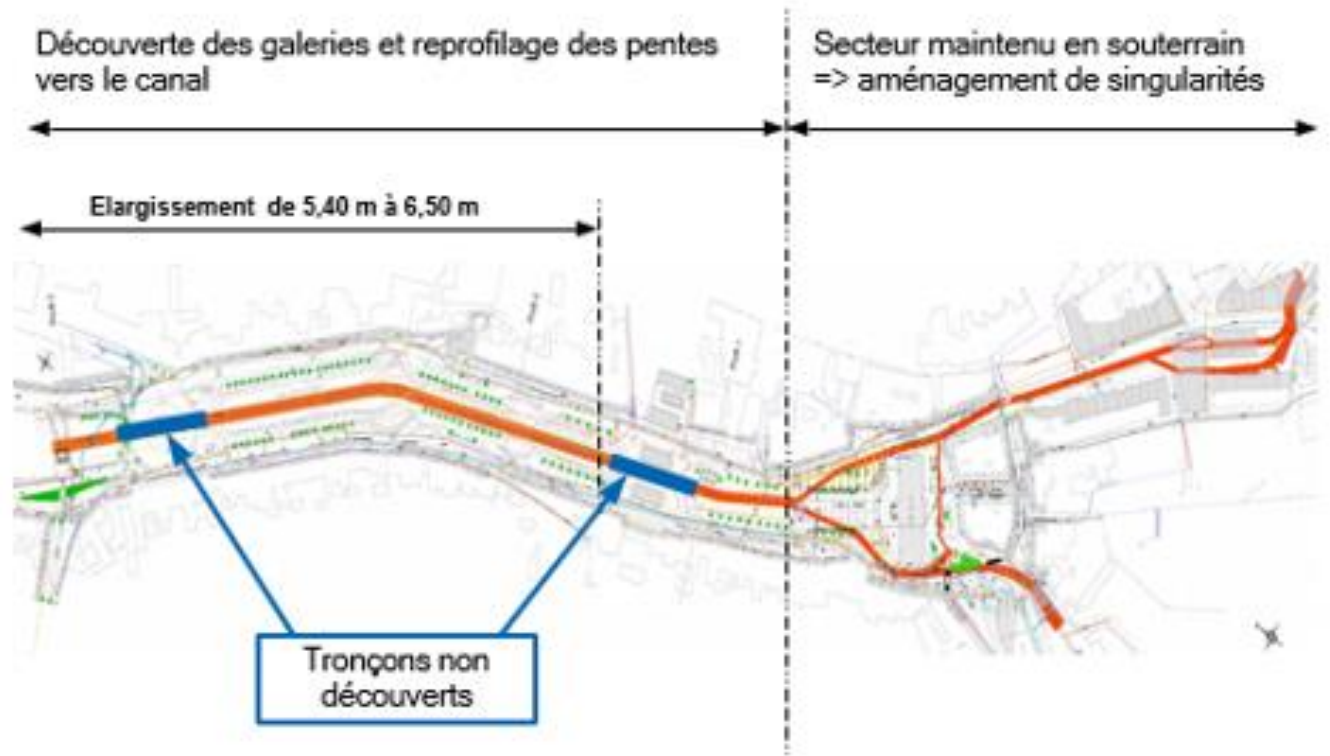 Découverte des galeries et reprofilage des pentes
vers le canal
Secteur maintenu en souterrain
=> aménagement de singularités
Elargissement de 5,40 m à 6,50 m
Tronçons non
découverts